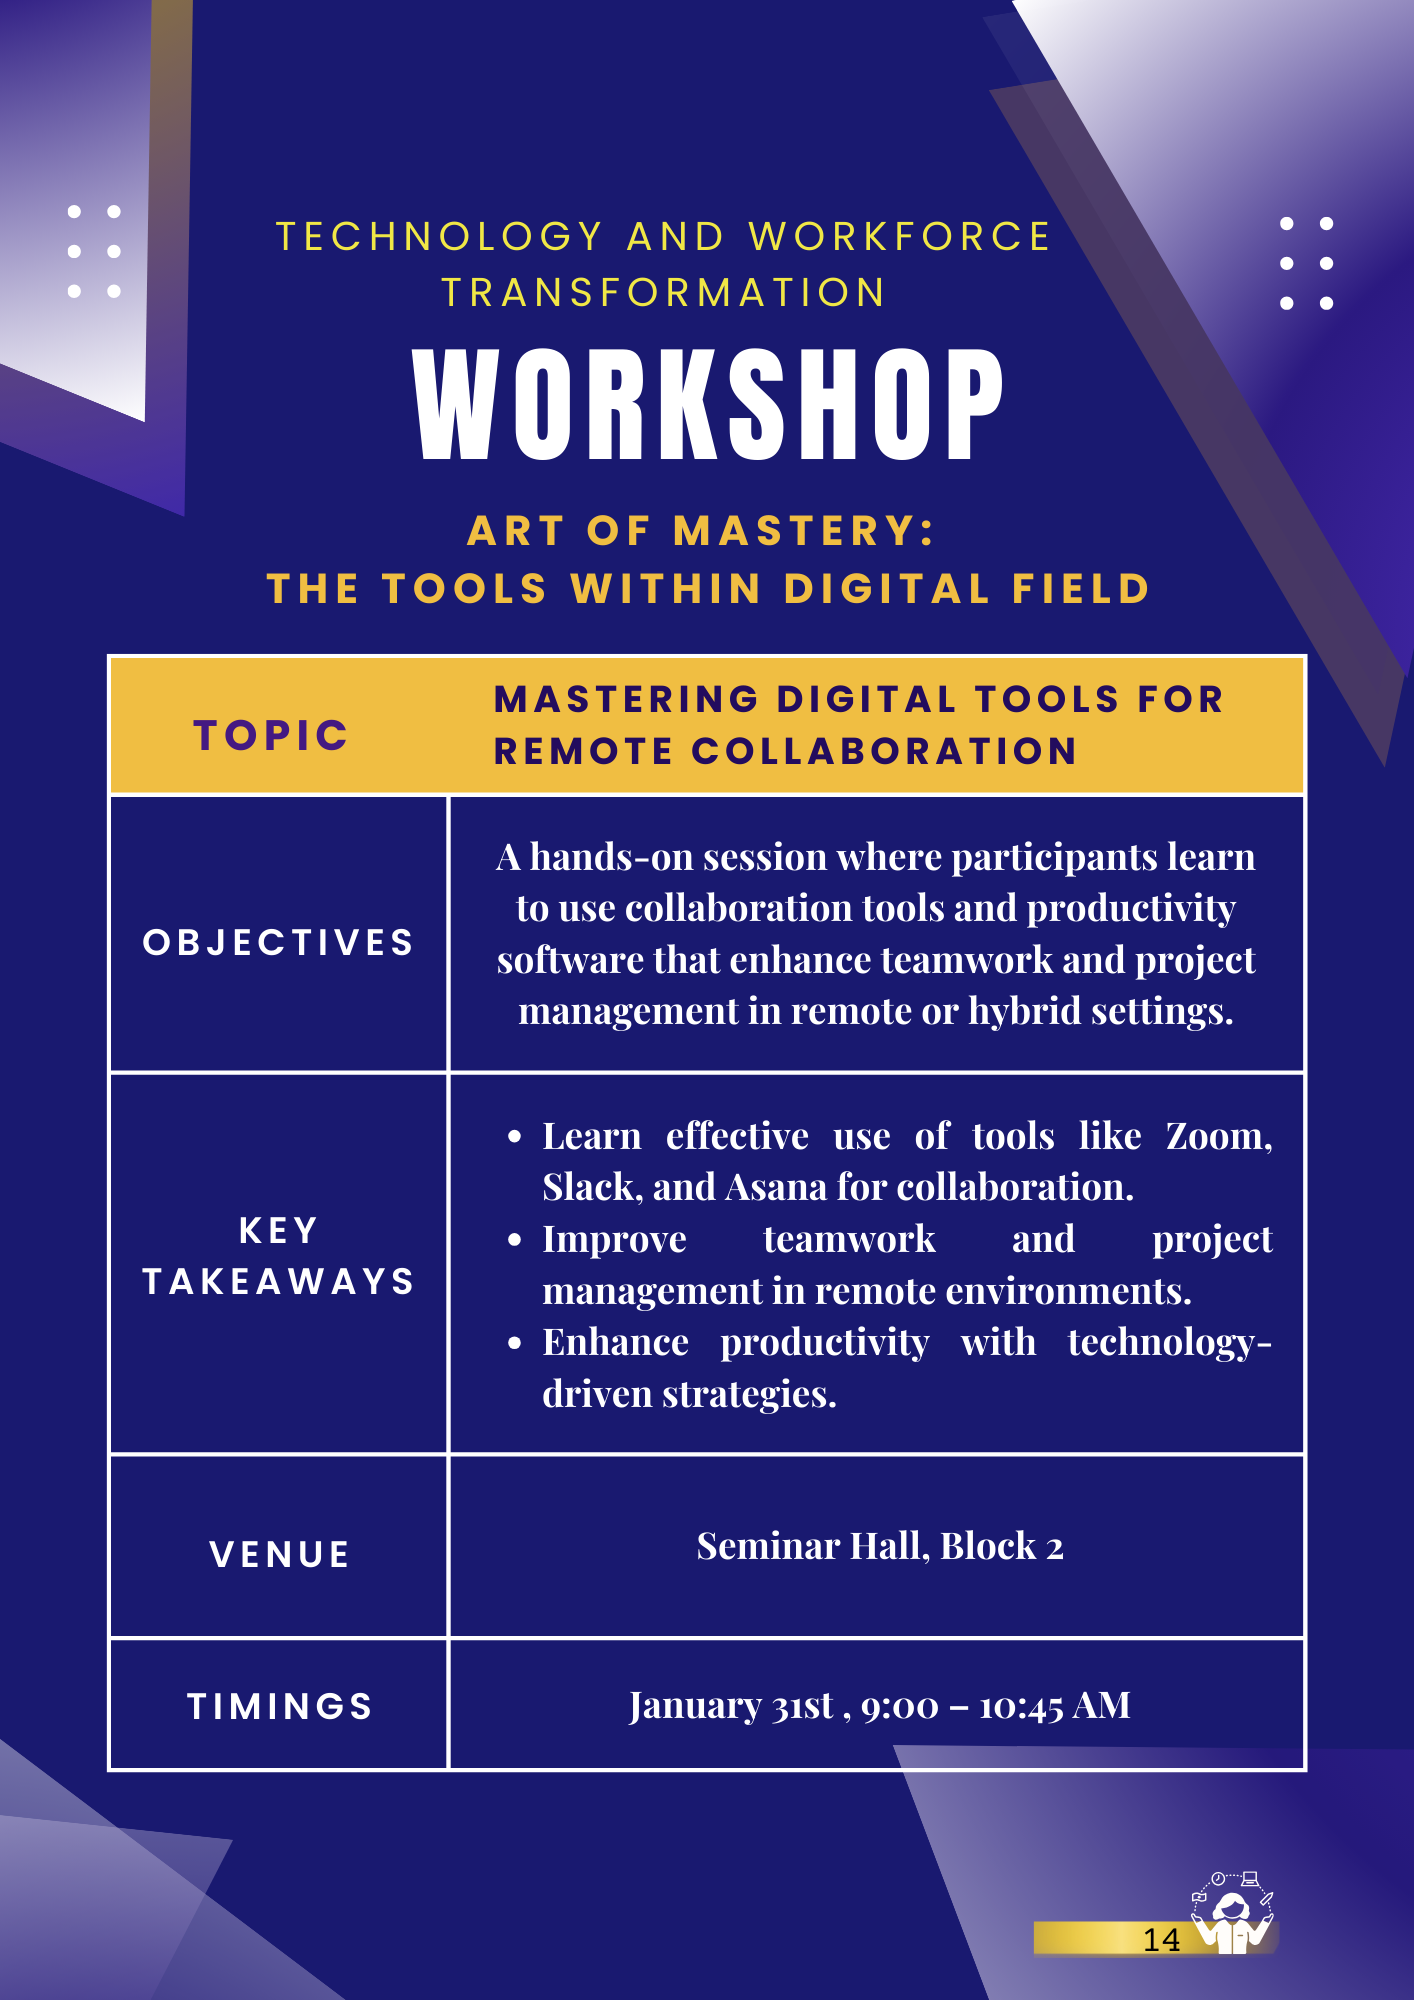 TECHNOLOGY AND WORKFORCE
TRANSFORMATION
WORKSHOP
ART OF MASTERY:
THE TOOLS WITHIN DIGITAL FIELD
TOPIC
MASTERING DIGITAL TOOLS FOR
REMOTE COLLABORATION
OBJECTIVES
A hands-on session where participants learn
to use collaboration tools and productivity
software that enhance teamwork and project
management in remote or hybrid settings.
KEY
TAKEAWAYS
• Learn effective use of tools like Zoom,
Slack, and Asana for collaboration.
• Improve teamwork and project
management in remote environments.
• Enhance productivity with technology-
driven strategies.
VENUE
Seminar Hall, Block 2
TIMINGS
January 31st , 9:00 – 10:45 AM
14